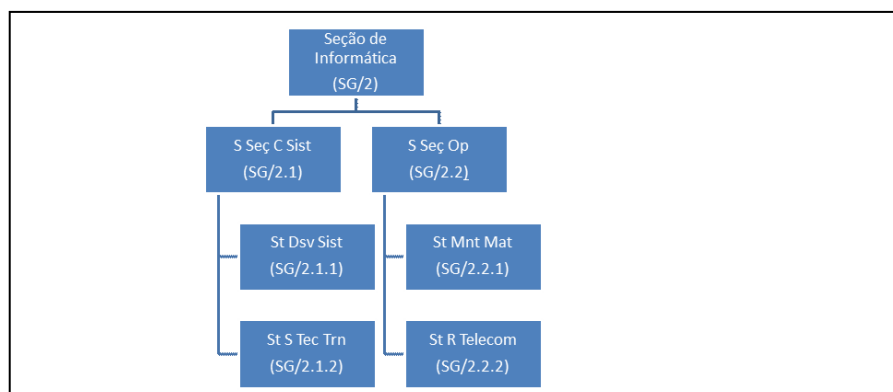 Seção de
Informática
(SG/2)
S Seç C Sist
(SG/2.1)
S Seç Op
(SG/2.2)
St Dsv Sist
(SG/2.1.1)
St Mnt Mat
(SG/2.2.1)
St S Tec Trn
(SG/2.1.2)
St R Telecom
(SG/2.2.2)